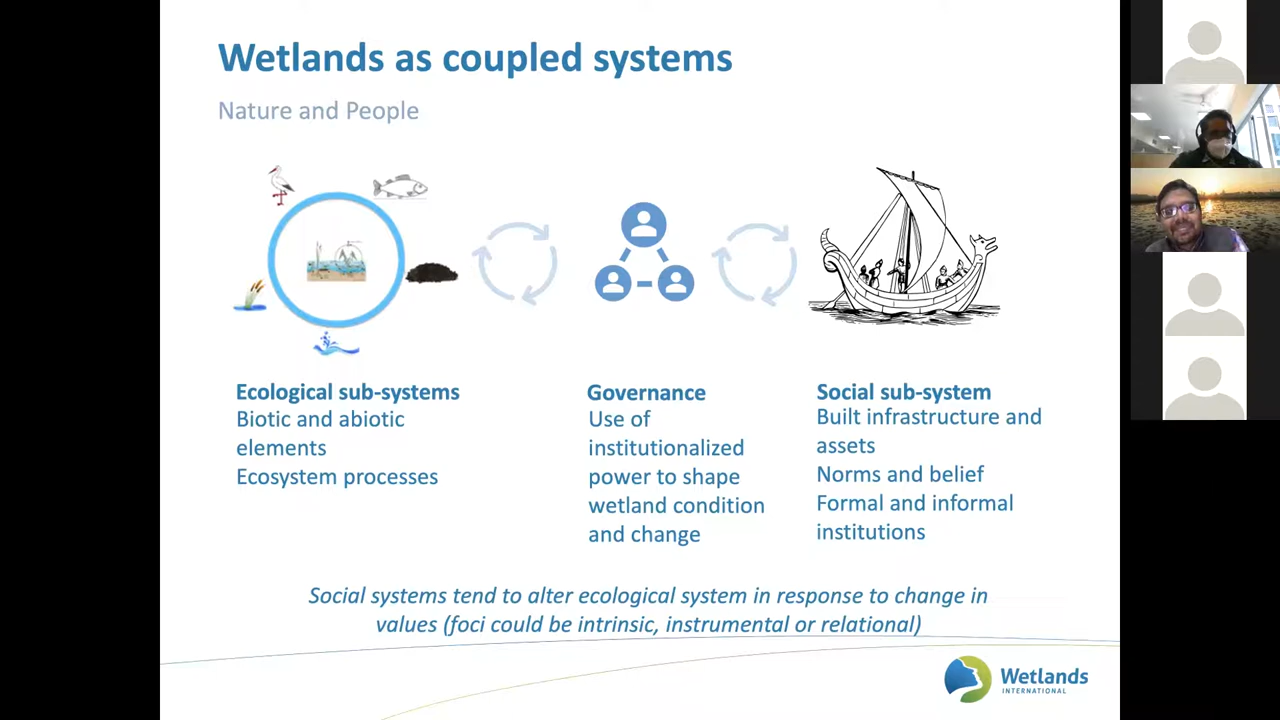 Wetlands as coupled systems
Nature and People
Ecological sub-systems
Biotic and abiotic
elements
Ecosystem processes
Governance
Use of
institutionalized
power to shape
wetland condition
and change
Social sub-system
Built infrastructure and
assets
Norms and belief
Formal and informal
institutions
Social systems tend to alter ecological system in response to change in
values (foci could be intrinsic, instrumental or relational)
Wetlands
INTERNATIONAL